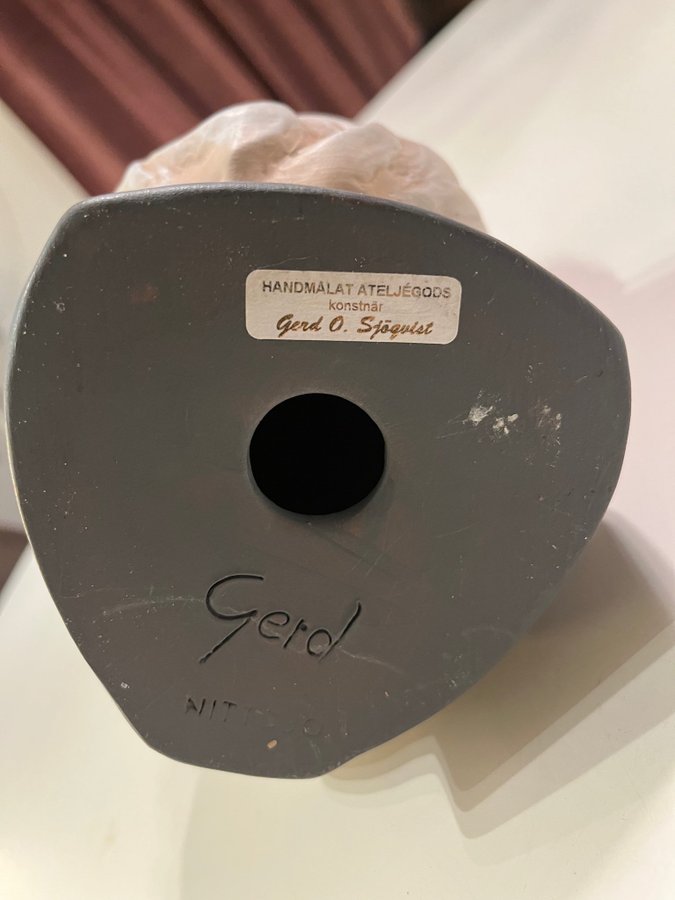 HANDMÅLAT ATELJÉGODS
konstnär
Gerd O. Sjöqvist
Gerd